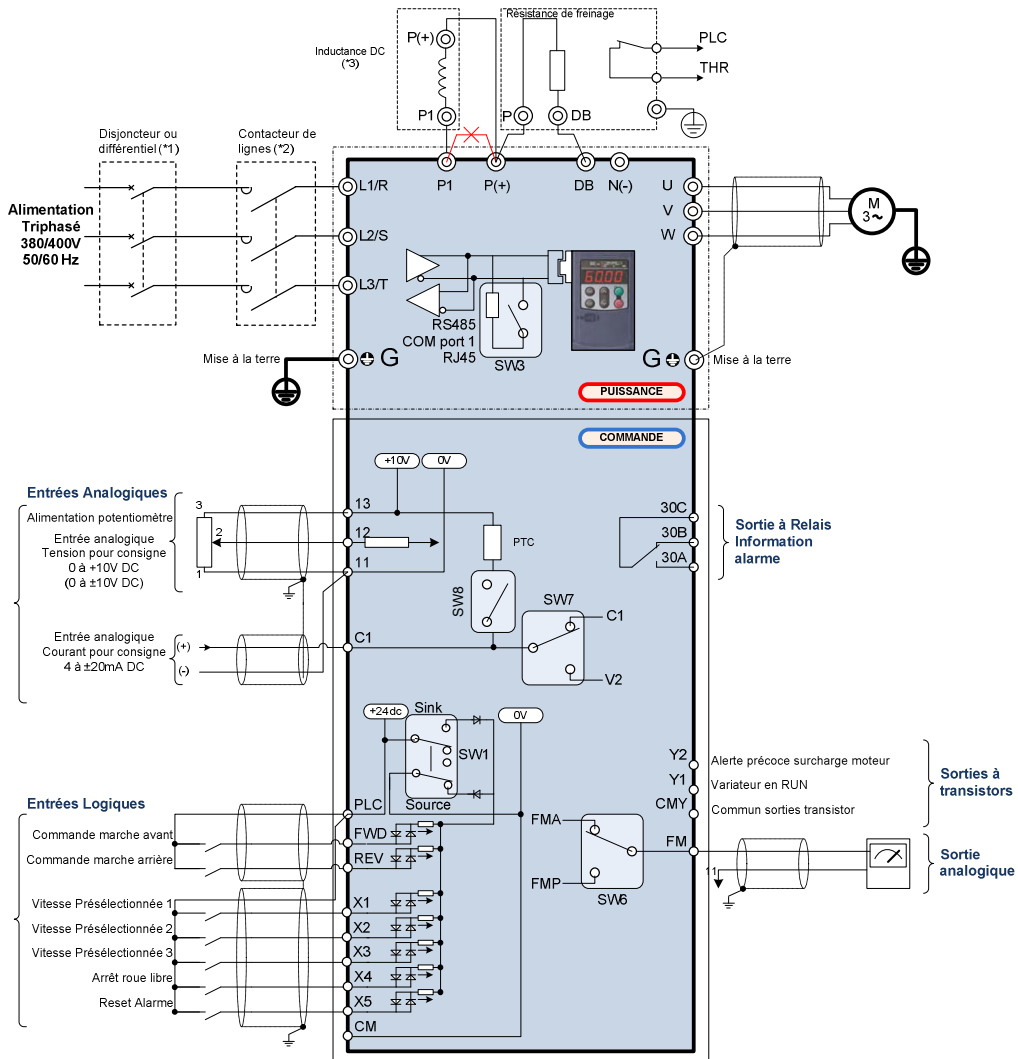 Inductance DC
(*3)
P(+)
P1
Résistance de freinage
P
DB
PLC
THR
Disjoncteur ou
différentiel (*1)
Contacteur de
lignes (*2)
Alimentation
Triphasé
380/400V
50/60 Hz
L1/R
L2/S
L3/T
P1
P(+)
DB
N(-)
U
V
W
M
3~
RS485
COM port 1
RJ45
SW3
6000
Mise à la terre
G
G
Mise à la terre
PUISSANCE
COMMANDE
+10V
0V
Entrées Analogiques
Alimentation potentiomètre
Entrée analogique
Tension pour consigne
0 à +10V DC
(0 à ±10V DC)
3
2
1
13
12
11
PTC
SW8
SW7
C1
V2
Entrée analogique
Courant pour consigne
4 à ±20mA DC
(+)
(-)
C1
30C
30B
30A
Sortie à Relais
Information
alarme
+24dc
Sink
0V
SW1
Source
Entrées Logiques
Commande marche avant
Commande marche arrière
Vitesse Présélectionnée 1
Vitesse Présélectionnée 2
Vitesse Présélectionnée 3
Arrêt roue libre
Reset Alarme
PLC
FWD
REV
X1
X2
X3
X4
X5
CM
FMA
FMP
SW6
Y2
Y1
CMY
FM
Alerte précoce surcharge moteur
Variateur en RUN
Commun sorties transistor
Sorties à
transistors
11
Sortie
analogique